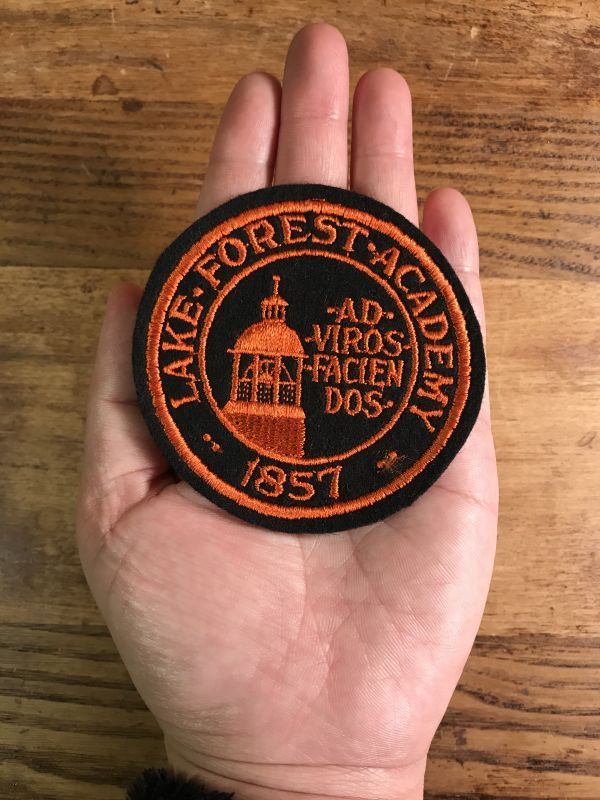 LAKE·FOREST·ACADEMY
-AD-
-VIROS-
-FACIEN
DOS-
1857